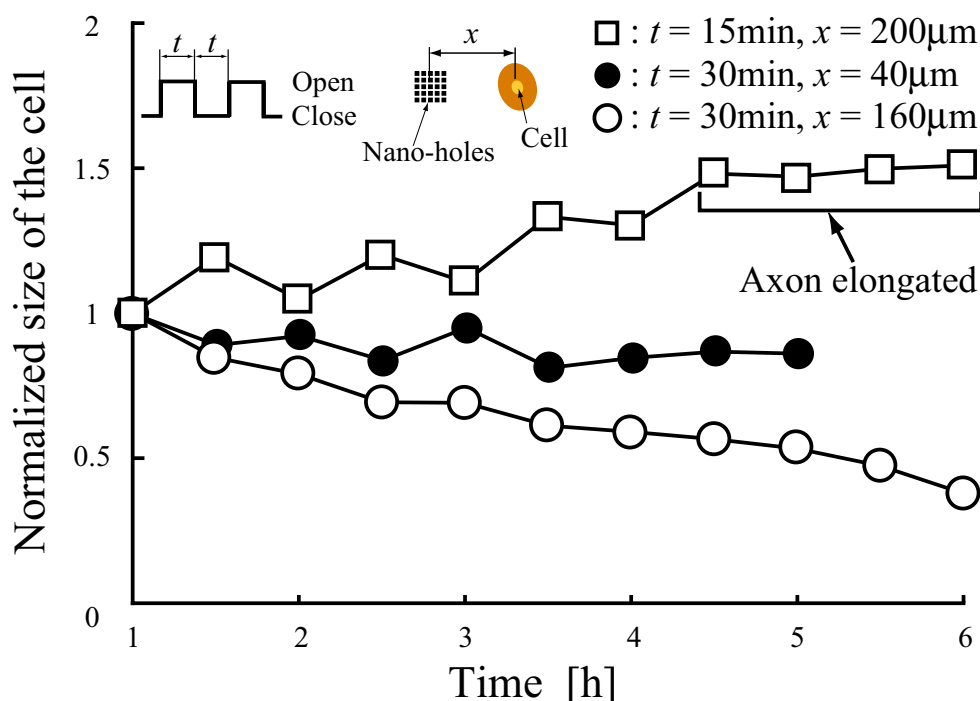 2
1.5
1
0.5
0
Normalized size of the cell
t t
Open
Close
x
Nano-holes
Cell
: t = 15min, x = 200μm
: t = 30min, x = 40μm
: t = 30min, x = 160μm
Axon elongated
1 2 3 4 5 6
Time [h]